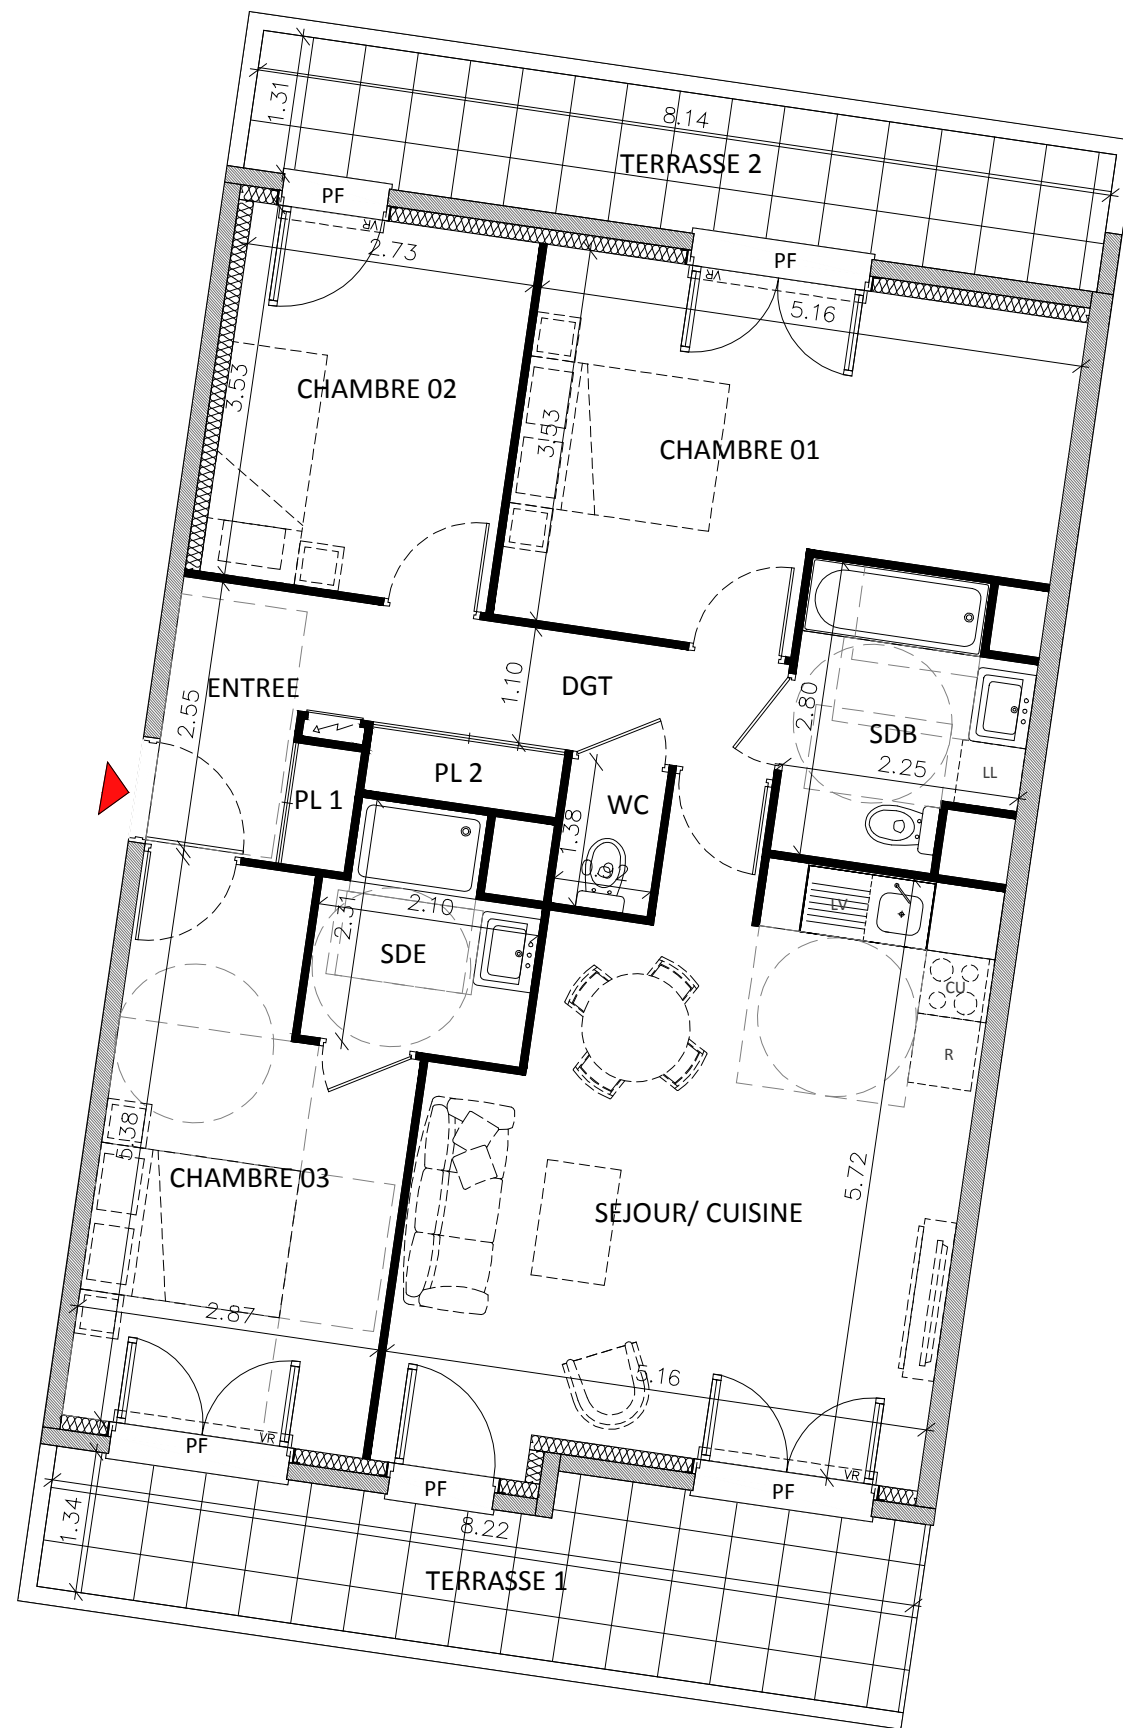 8.14
1.31
TERRASSE 2
PF
VR
2.73
PF
VR
5.16
3.53
CHAMBRE 02
3.53
CHAMBRE 01
2.55
ENTREE
1.10
DGT
2.80
SDB
2.25
LL
PL 1
PL 2
WC
1.38
0.92
2.31
2.10
SDE
LV
CU
R
5.38
CHAMBRE 03
SEJOUR/ CUISINE
5.72
2.87
5.16
PF
VR
PF
PF
VR
1.34
8.22
TERRASSE 1